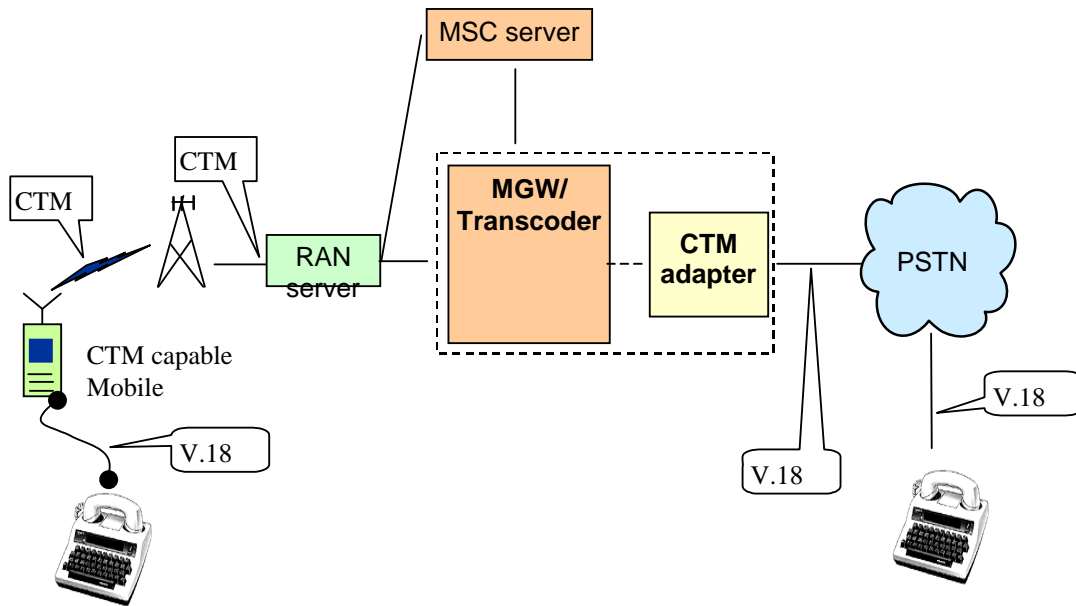 MSC server
CTM
CTM
MGW/
Transcoder
RAN
server
CTM
adapter
PSTN
CTM capable
Mobile
V.18
V.18
V.18